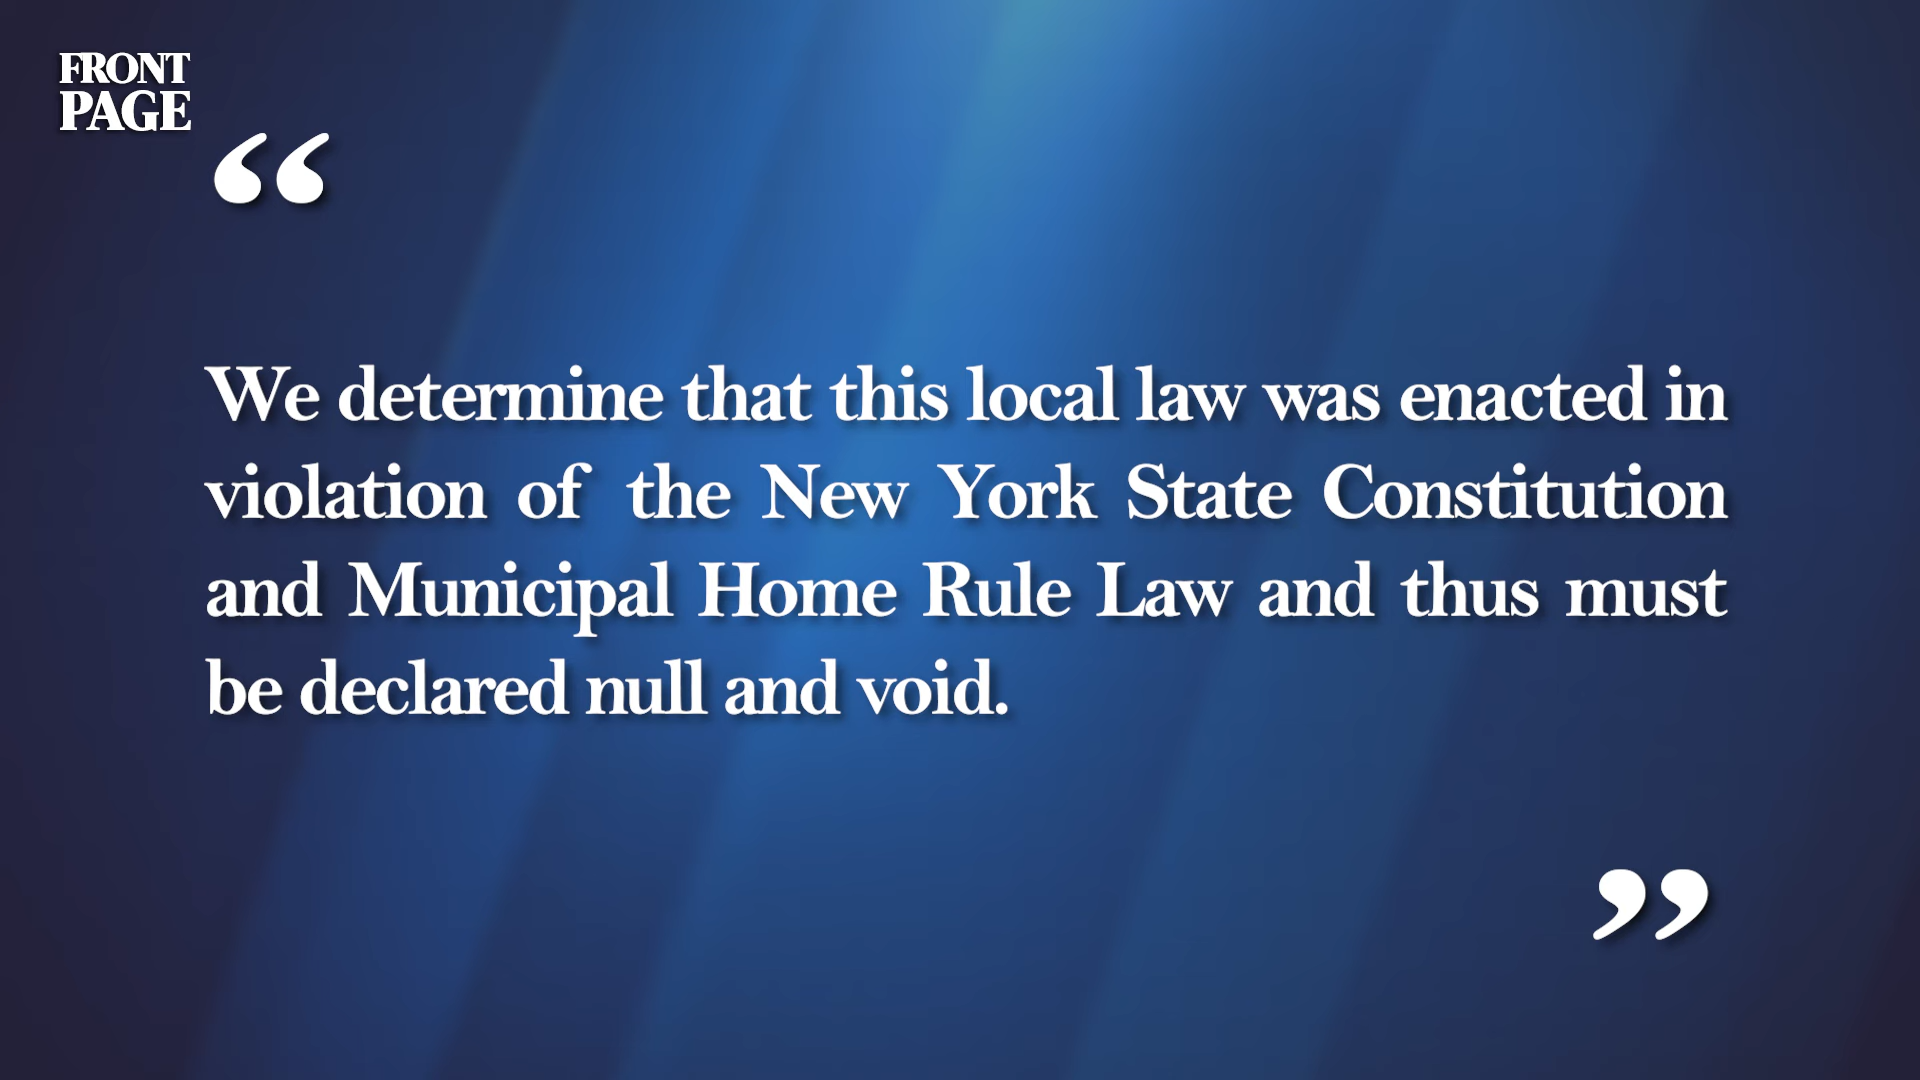 FRONT
PAGE
“
We determine that this local law was enacted in
violation of the New York State Constitution
and Municipal Home Rule Law and thus must
be declared null and void.
”